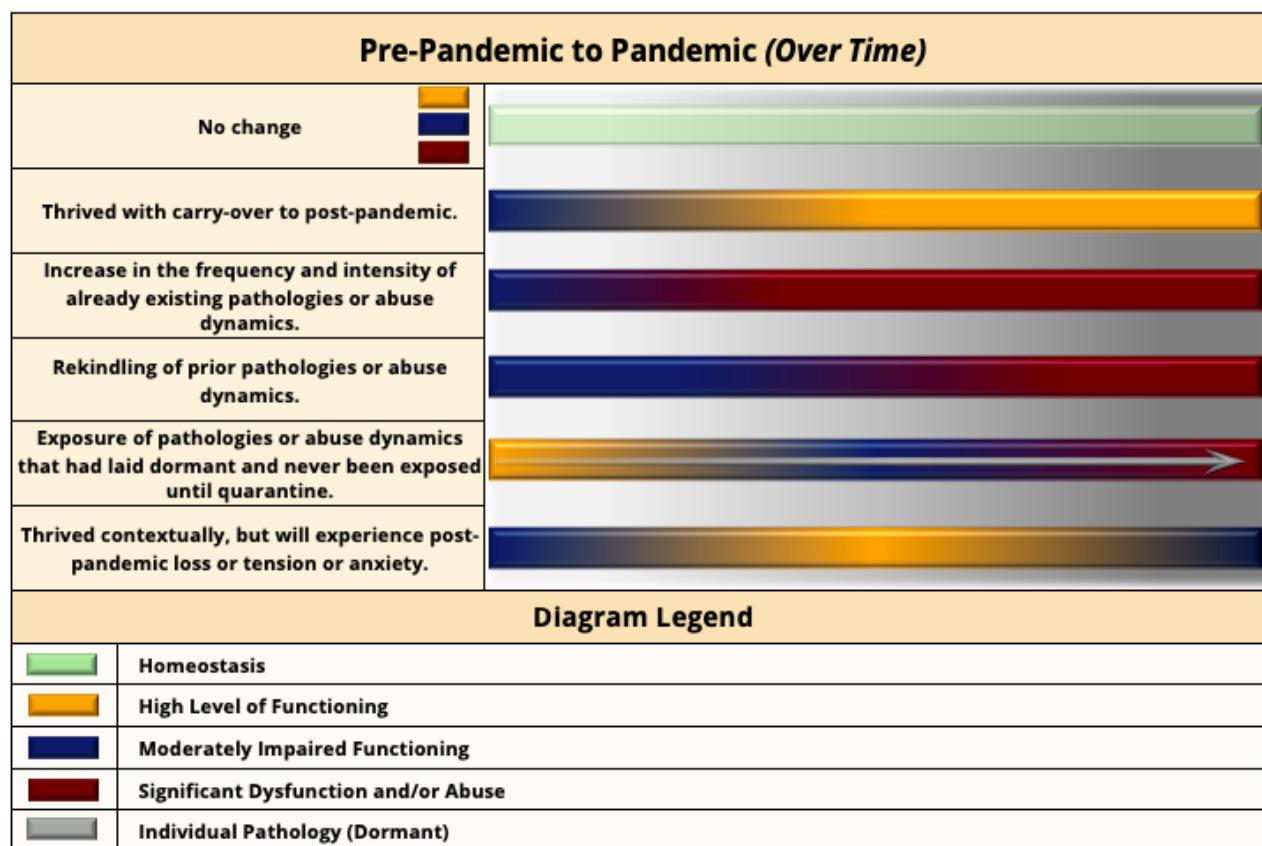 Pre-Pandemic to Pandemic (Over Time)
No change
Thrived with carry-over to post-pandemic.
Increase in the frequency and intensity of
already existing pathologies or abuse
dynamics.
Rekindling of prior pathologies or abuse
dynamics.
Exposure of pathologies or abuse dynamics
that had laid dormant and never been exposed
until quarantine.
Thrived contextually, but will experience post-
pandemic loss or tension or anxiety.
Diagram Legend
Homeostasis
High Level of Functioning
Moderately Impaired Functioning
Significant Dysfunction and/or Abuse
Individual Pathology (Dormant)